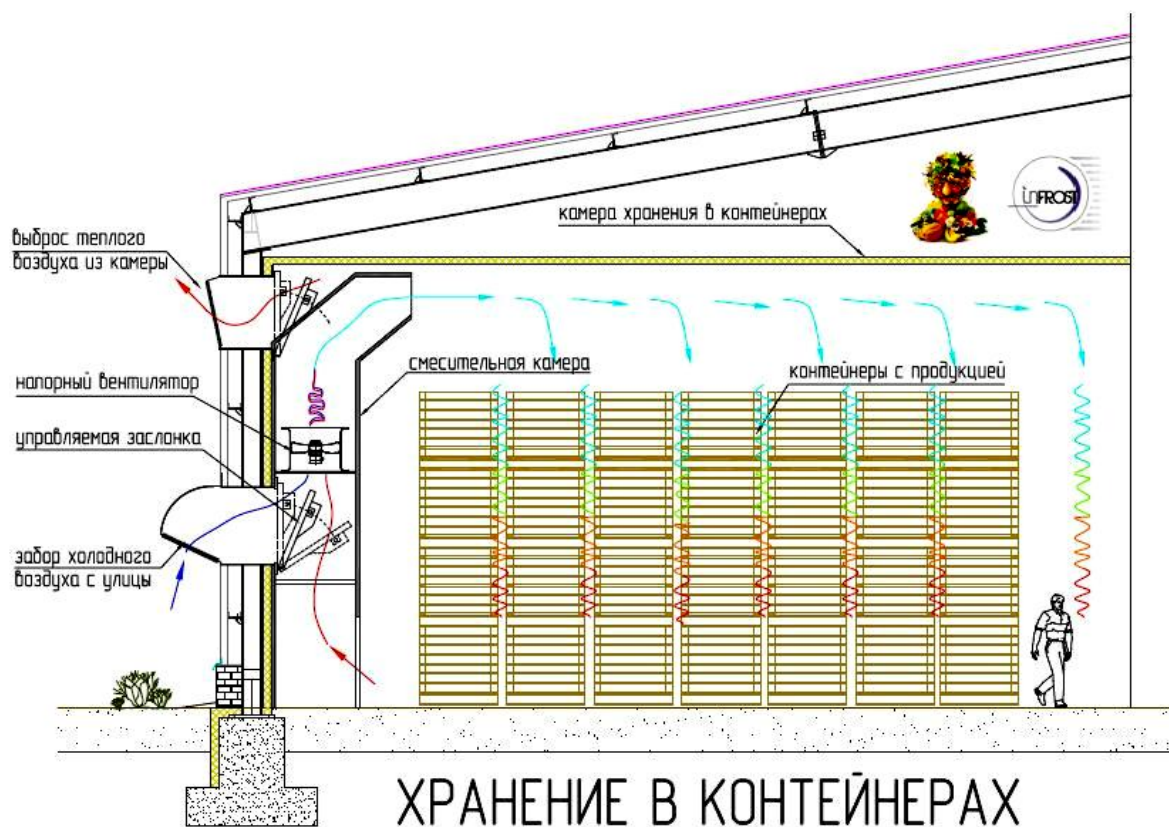 камера хранения в контейнерах
inFROST
выброс теплого
воздуха из камеры
смесительная камера
контейнеры с продукцией
напорный вентилятор
управляемая заслонка
забор холодного
воздуха с улицы
ХРАНЕНИЕ В КОНТЕЙНЕРАХ